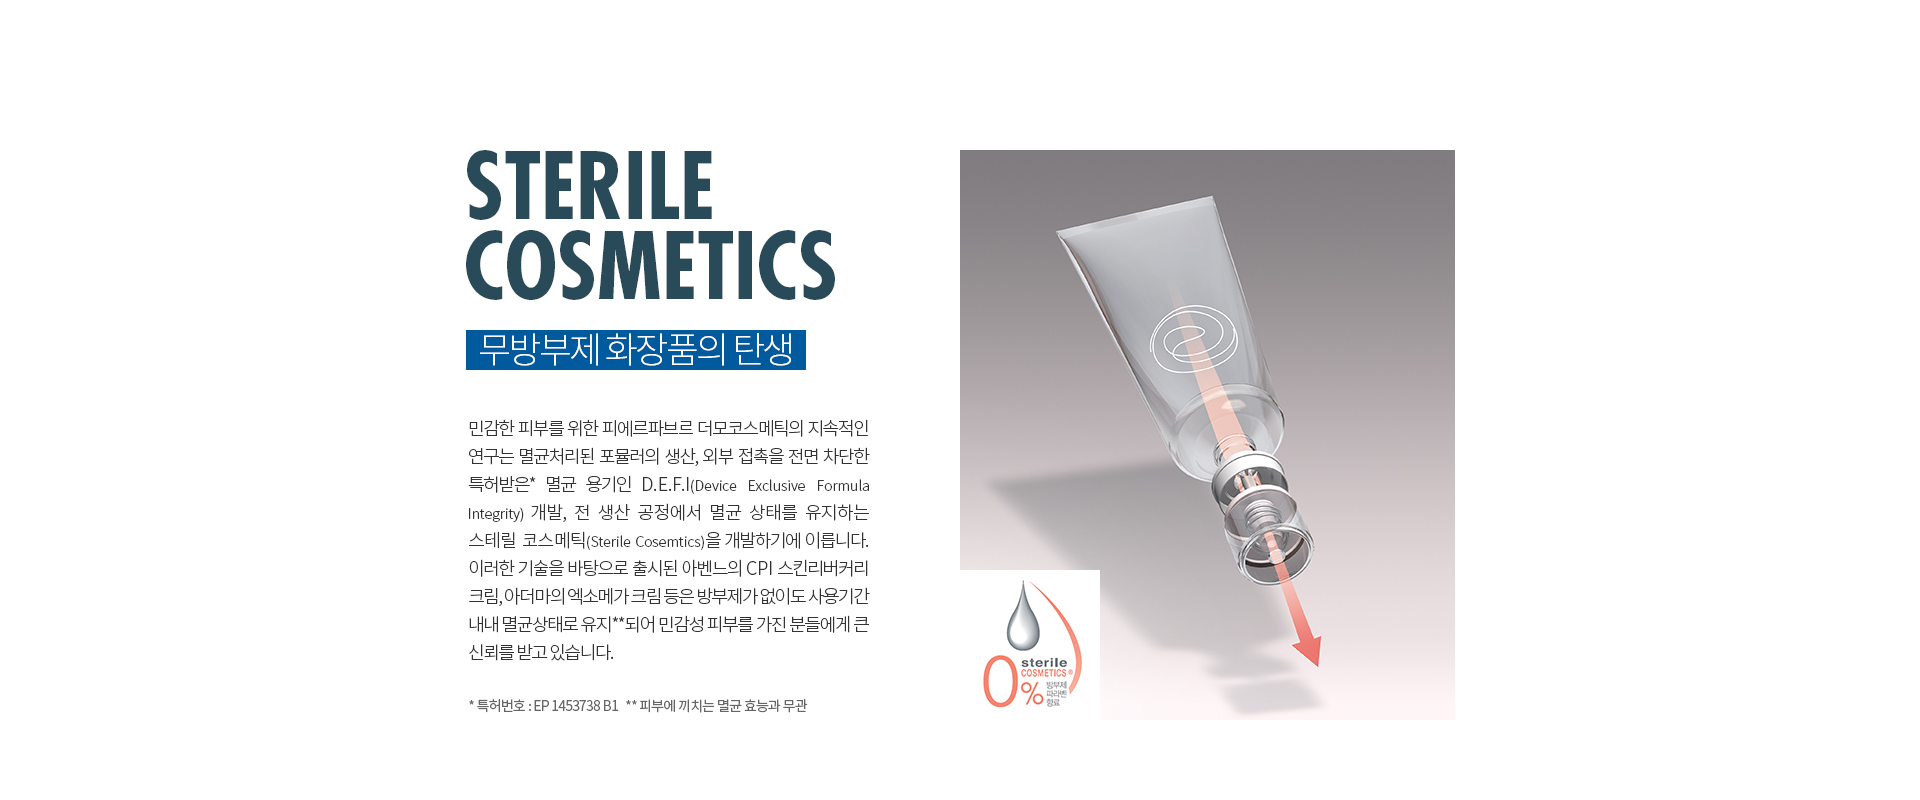 STERILE
COSMETICS
무방부제 화장품의 탄생
민감한 피부를 위한 피에르파브르 더모코스메틱의 지속적인
연구는 멸균처리된 포뮬러의 생산, 외부 접촉을 전면 차단한
특허받은* 멸균 용기인 D.E.F.I(Device Exclusive Formula
Integrity) 개발, 전 생산 공정에서 멸균 상태를 유지하는
스테릴 코스메틱(Sterile Cosemtics)을 개발하기에 이릅니다.
이러한 기술을 바탕으로 출시된 아벤느의 CPI 스킨리버커리
크림, 아더마의 엑소메가 크림 등은 방부제가 없이도 사용기간
내내 멸균상태로 유지**되어 민감성 피부를 가진 분들에게 큰
신뢰를 받고 있습니다.
* 특허번호 : EP 1453738 B1 ** 피부에 끼치는 멸균 효능과 무관
sterile
COSMETICS®
0%
방부제
파라벤
향료